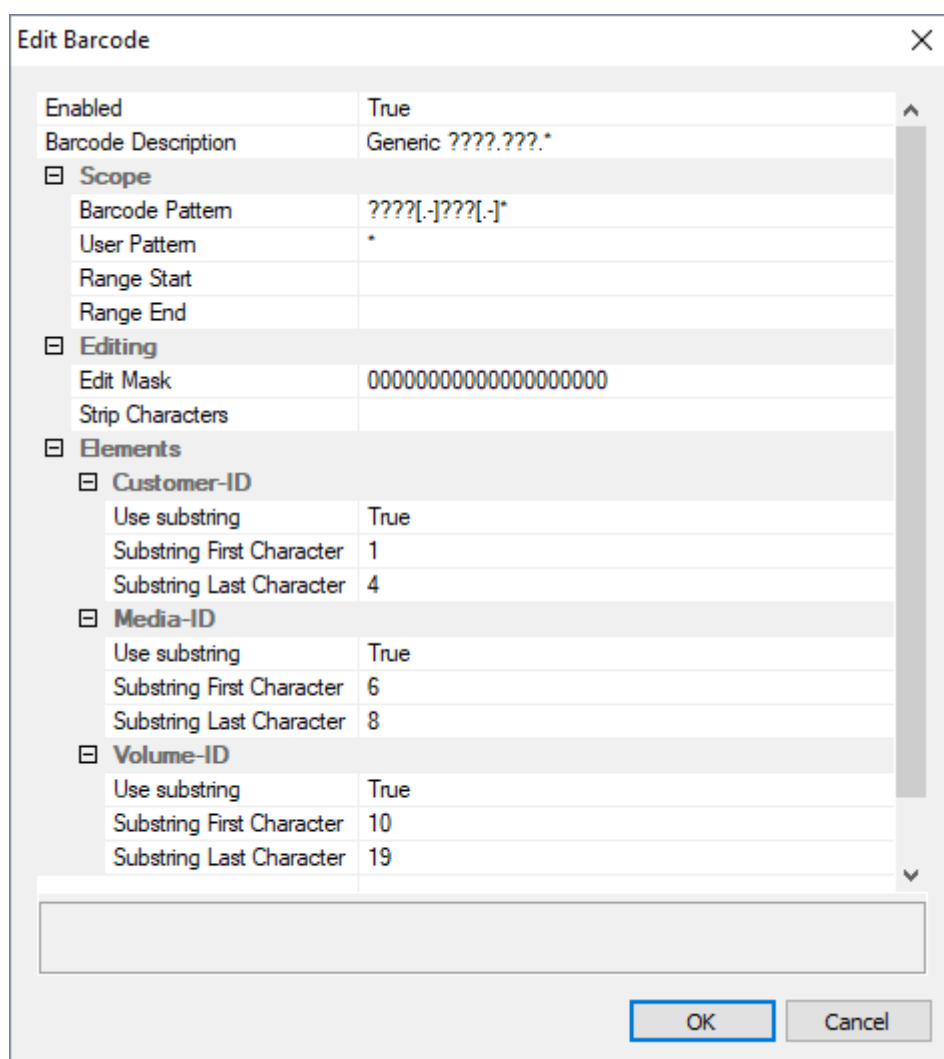 Edit Barcode
Enabled True
Barcode Description Generic ????.???.*
Scope
Barcode Pattern ????[.-]???[.-]*
User Pattern *
Range Start
Range End
Editing
Edit Mask 00000000000000000000
Strip Characters
Elements
Customer-ID
Use substring True
Substring First Character 1
Substring Last Character 4
Media-ID
Use substring True
Substring First Character 6
Substring Last Character 8
Volume-ID
Use substring True
Substring First Character 10
Substring Last Character 19
OK Cancel